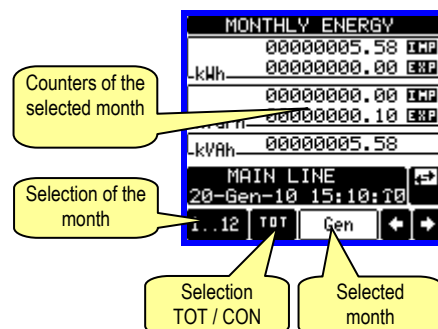 MONTHLY ENERGY
00000005.58 IMP
kWh 00000000.00 EXP
00000000.00 IMP
00000000.10 EXP
kVAh 00000005.58
MAIN LINE
20-Gen-10 15:10:10
1..12 TOT Gen
Counters of the
selected month
Selection of the
month
Selection
TOT / CON
Selected
month